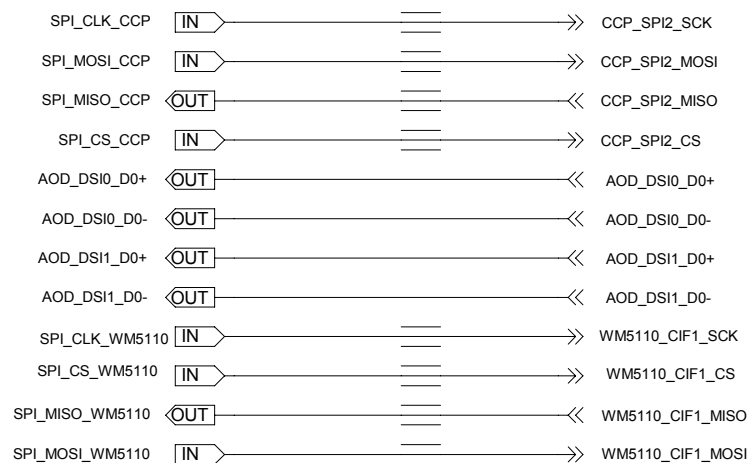 SPI_CLK_CCP IN CCP_SPI2_SCK
SPI_MOSI_CCP IN CCP_SPI2_MOSI
SPI_MISO_CCP OUT CCP_SPI2_MISO
SPI_CS_CCP IN CCP_SPI2_CS
AOD_DSI0_D0+ OUT AOD_DSI0_D0+
AOD_DSI0_D0- OUT AOD_DSI0_D0-
AOD_DSI1_D0+ OUT AOD_DSI1_D0+
AOD_DSI1_D0- OUT AOD_DSI1_D0-
SPI_CLK_WM5110 IN WM5110_CIF1_SCK
SPI_CS_WM5110 IN WM5110_CIF1_CS
SPI_MISO_WM5110 OUT WM5110_CIF1_MISO
SPI_MOSI_WM5110 IN WM5110_CIF1_MOSI